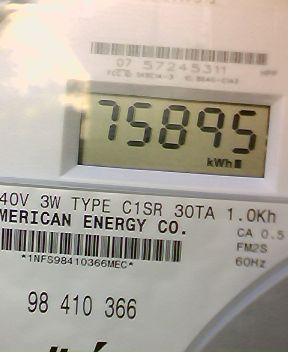 07 57245311
75895
kWh
40V 3W TYPE C1SR 30TA 1.0Kh
MERICAN ENERGY CO.
CA 0.5
FM2S
60Hz
*1NFS98410366MEC*
98 410 366